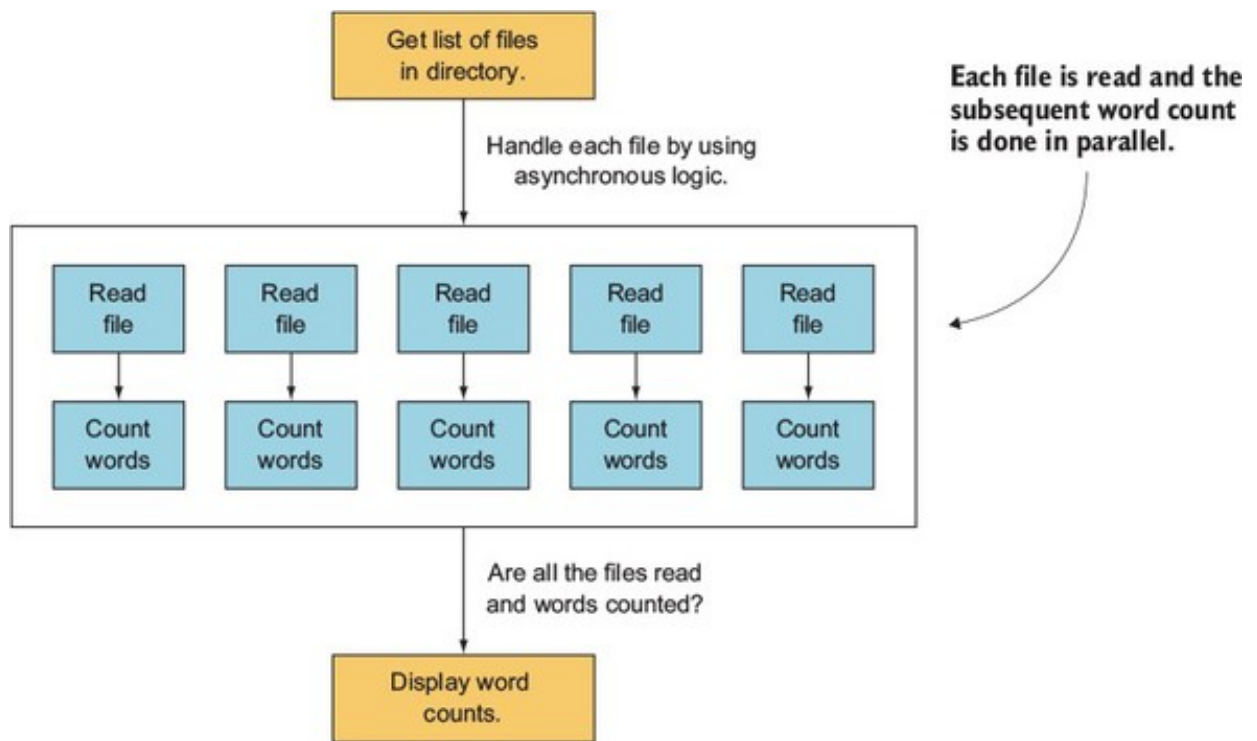 Get list of files
in directory.
Each file is read and the
subsequent word count
is done in parallel.
Handle each file by using
asynchronous logic.
Read
file
Read
file
Read
file
Read
file
Read
file
Count
words
Count
words
Count
words
Count
words
Count
words
Are all the files read
and words counted?
Display word
counts.